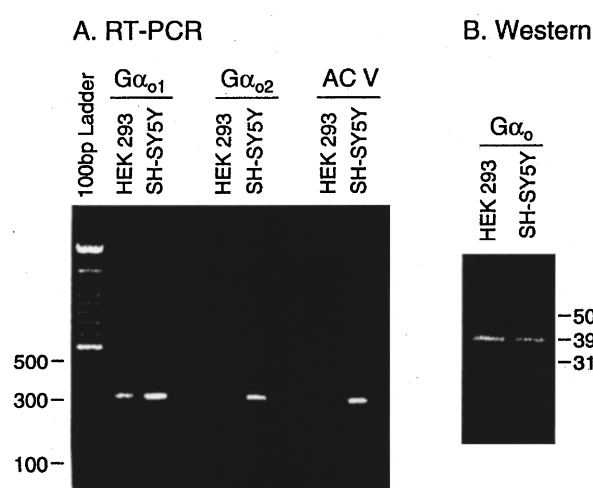 A. RT-PCR
B. Western
Gαo1
Gαo2
AC V
100bp Ladder
HEK 293
SH-SY5Y
HEK 293
SH-SY5Y
HEK 293
SH-SY5Y
Gαo
HEK 293
SH-SY5Y
500
300
100
50
39
31